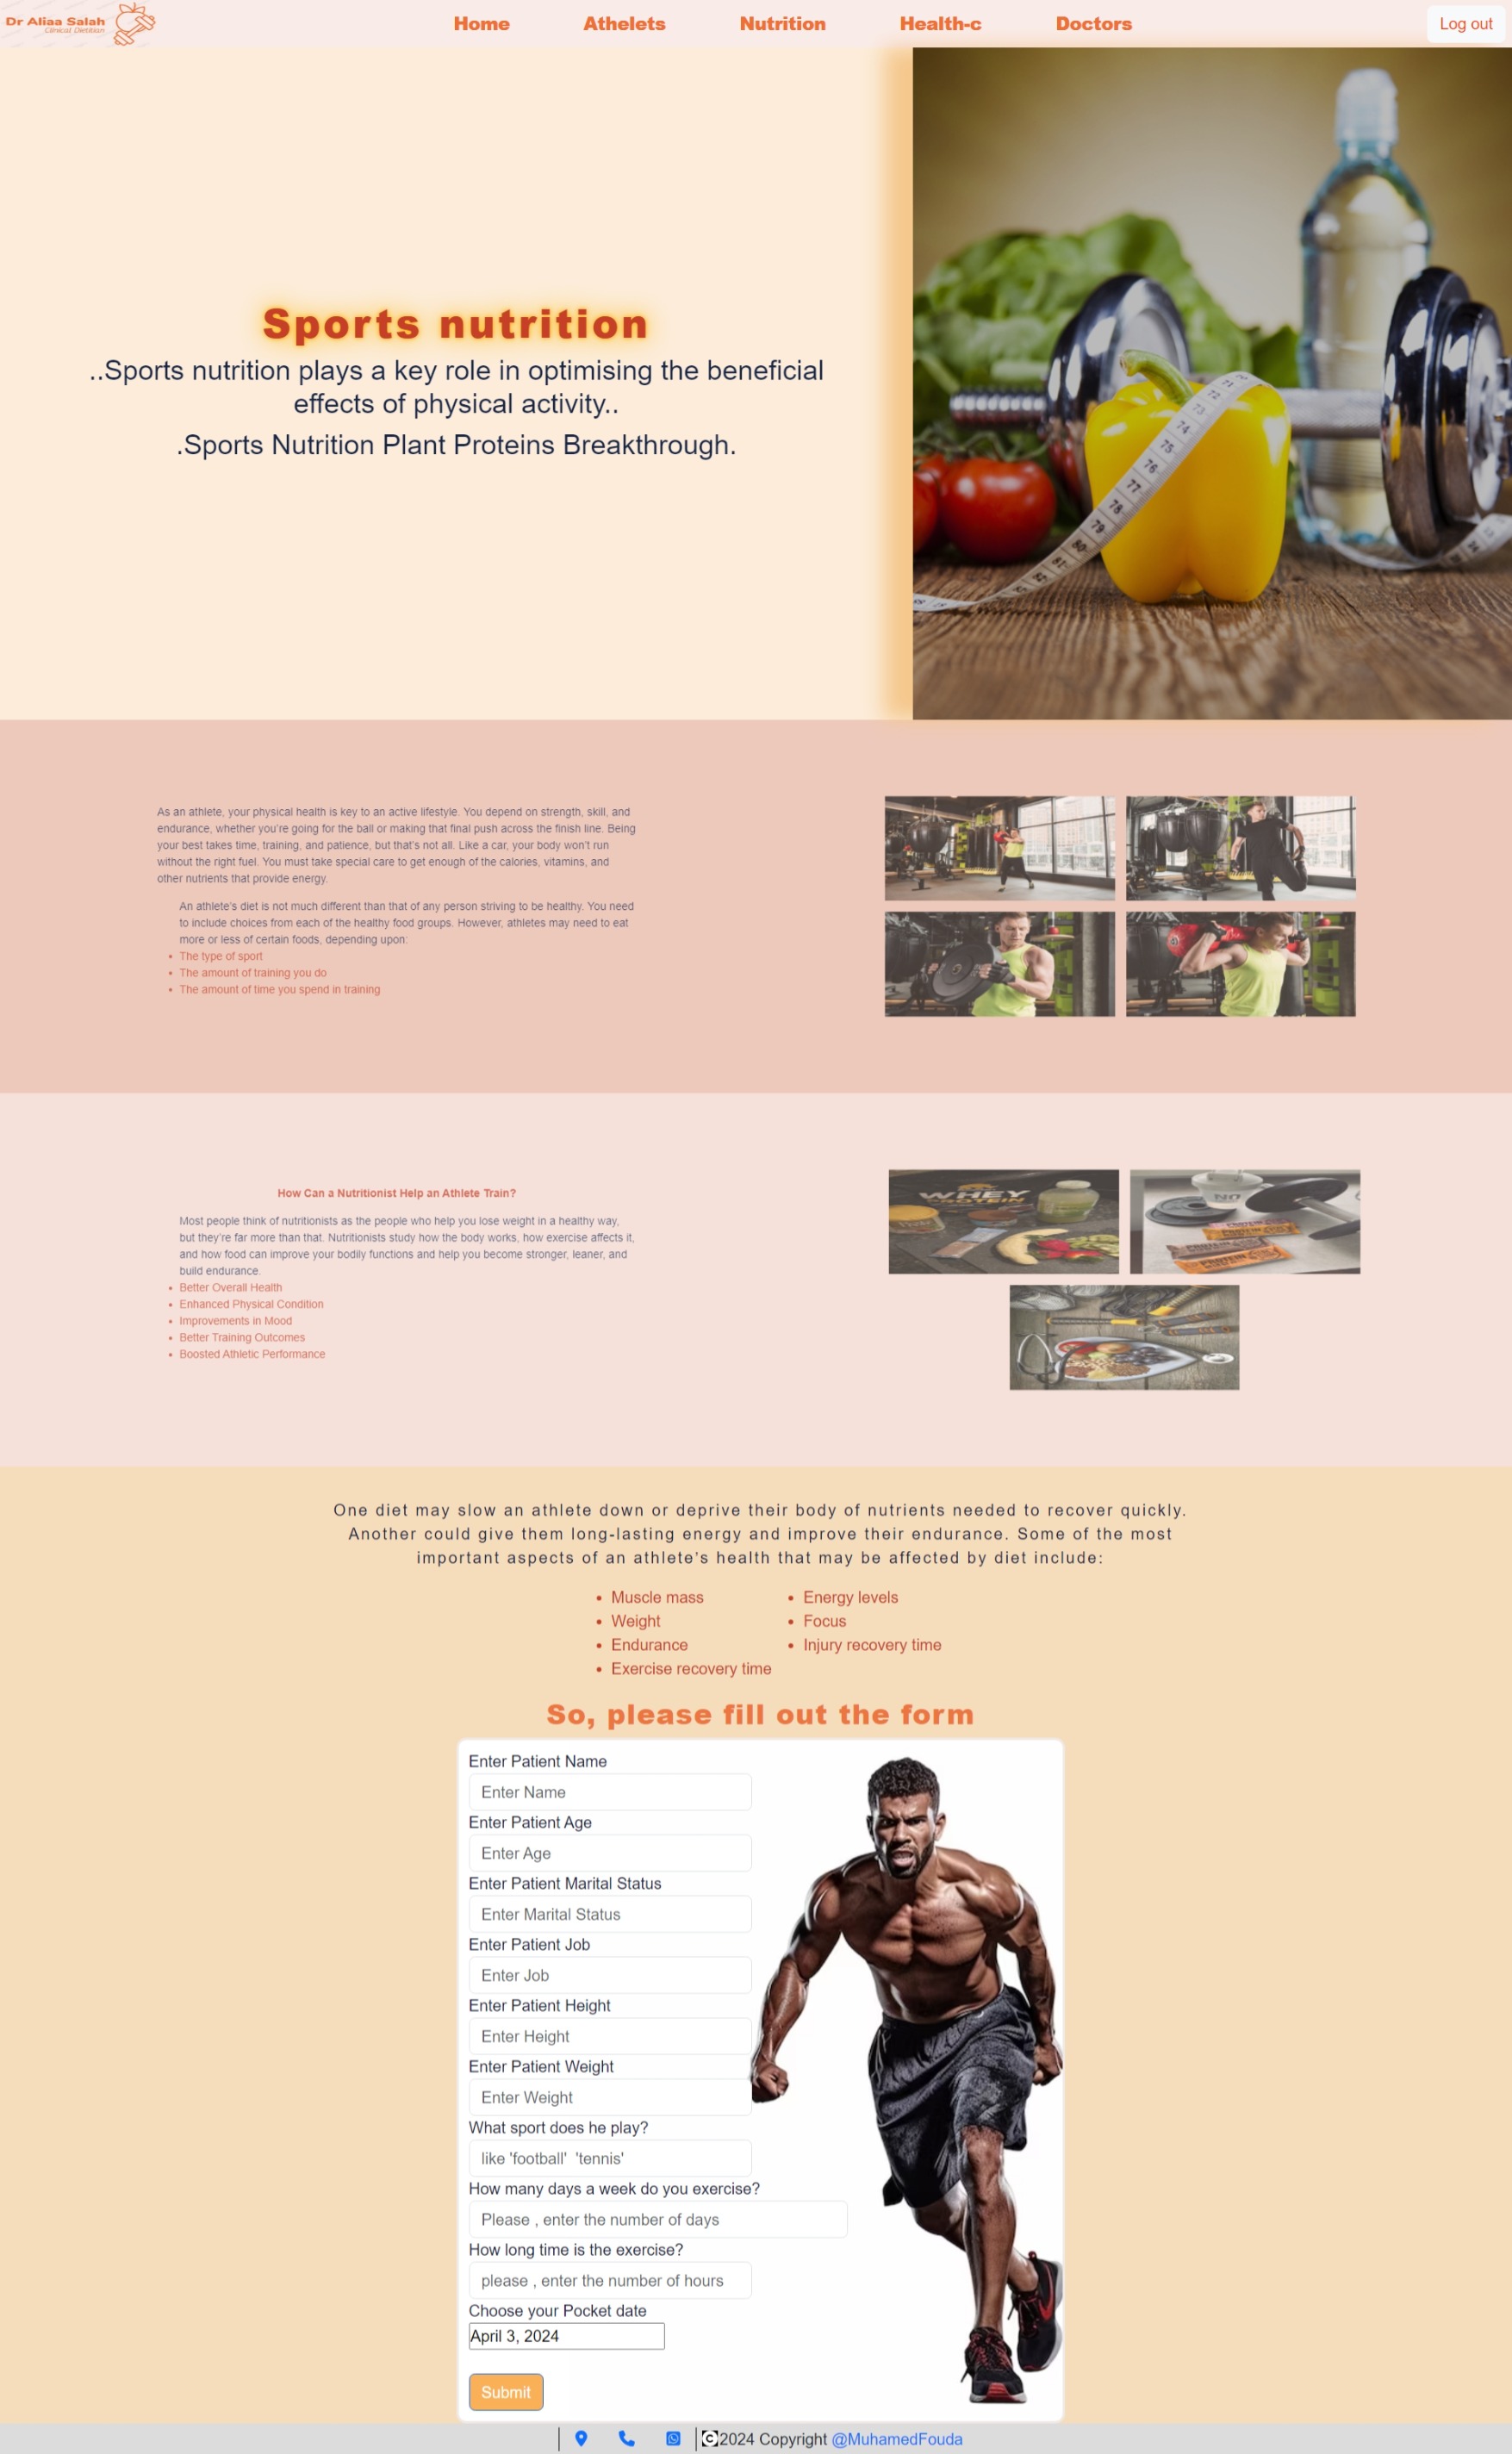 Dr Aliaa Salah
Clinical Dietitian
Home Athelets Nutrition Health-c Doctors Log out
Sports nutrition
..Sports nutrition plays a key role in optimising the beneficial
effects of physical activity..
.Sports Nutrition Plant Proteins Breakthrough.
71
72
73
74
75
76
77
78
79
80
As an athlete, your physical health is key to an active lifestyle. You depend on strength, skill, and
endurance, whether you're going for the ball or making that final push across the finish line. Being
your best takes time, training, and patience, but that's not all. Like a car, your body won't run
without the right fuel. You must take special care to get enough of the calories, vitamins, and
other nutrients that provide energy.
An athlete's diet is not much different than that of any person striving to be healthy. You need
to include choices from each of the healthy food groups. However, athletes may need to eat
more or less of certain foods, depending upon:
• The type of sport
• The amount of training you do
• The amount of time you spend in training
How Can a Nutritionist Help an Athlete Train?
Most people think of nutritionists as the people who help you lose weight in a healthy way,
but they're far more than that. Nutritionists study how the body works, how exercise affects it,
and how food can improve your bodily functions and help you become stronger, leaner, and
build endurance.
• Better Overall Health
• Enhanced Physical Condition
• Improvements in Mood
• Better Training Outcomes
• Boosted Athletic Performance
WHEY
PROTEIN
NO
One diet may slow an athlete down or deprive their body of nutrients needed to recover quickly.
Another could give them long-lasting energy and improve their endurance. Some of the most
important aspects of an athlete's health that may be affected by diet include:
• Muscle mass
• Weight
• Endurance
• Exercise recovery time
• Energy levels
• Focus
• Injury recovery time
So, please fill out the form
Enter Patient Name
Enter Name
Enter Patient Age
Enter Age
Enter Patient Marital Status
Enter Marital Status
Enter Patient Job
Enter Job
Enter Patient Height
Enter Height
Enter Patient Weight
Enter Weight
What sport does he play?
like 'football'  'tennis'
How many days a week do you exercise?
Please , enter the number of days
How long time is the exercise?
please , enter the number of hours
Choose your Pocket date
April 3, 2024
Submit
©2024 Copyright @MuhamedFouda